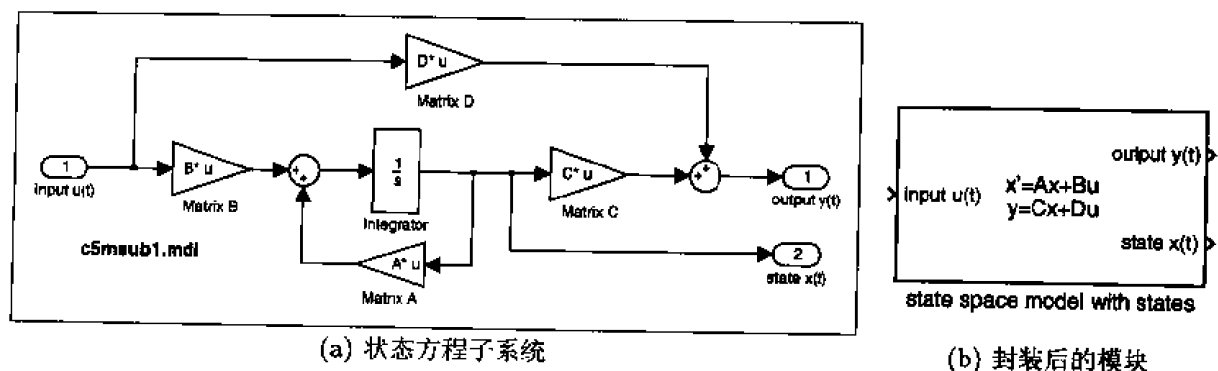 D* u
Matrix D
1
input u(t)
B* u
Matrix B
+
+
1
s
Integrator
C* u
Matrix C
+
+
1
output y(t)
c5msub1.mdl
A* u
Matrix A
2
state x(t)
(a) 状态方程子系统
input u(t)
x'=Ax+Bu
y=Cx+Du
output y(t)
state x(t)
state space model with states
(b) 封装后的模块